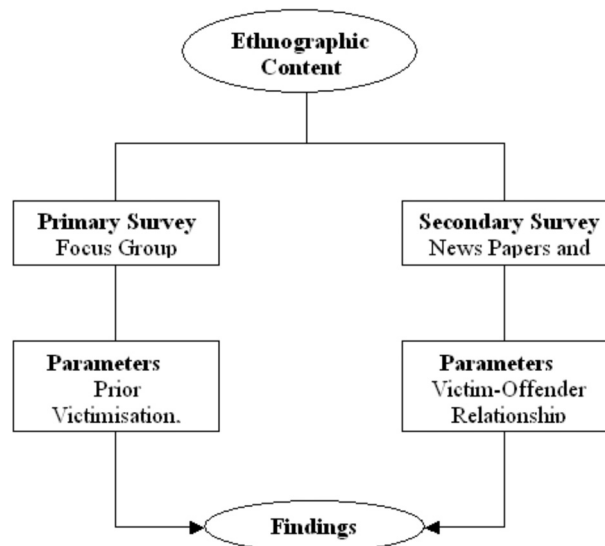 Ethnographic
Content
Primary Survey
Focus Group
Secondary Survey
News Papers and
Parameters
Prior
Victimisation.
Parameters
Victim-Offender
Relationship
Findings